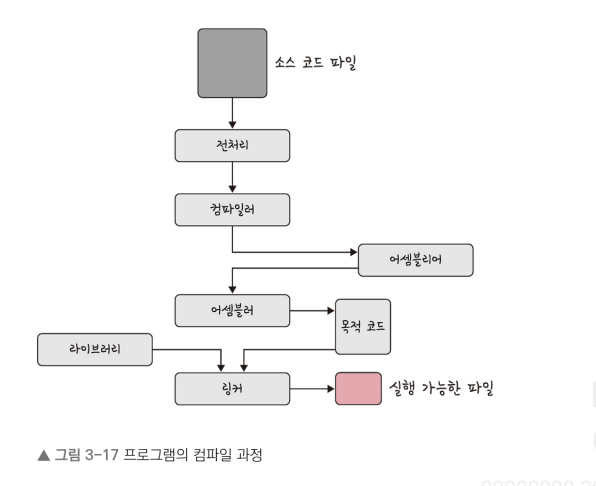 소스 코드 파일
전처리
컴파일러
어셈블리어
어셈블러
목적 코드
라이브러리
링커
실행 가능한 파일
▲ 그림 3-17 프로그램의 컴파일 과정